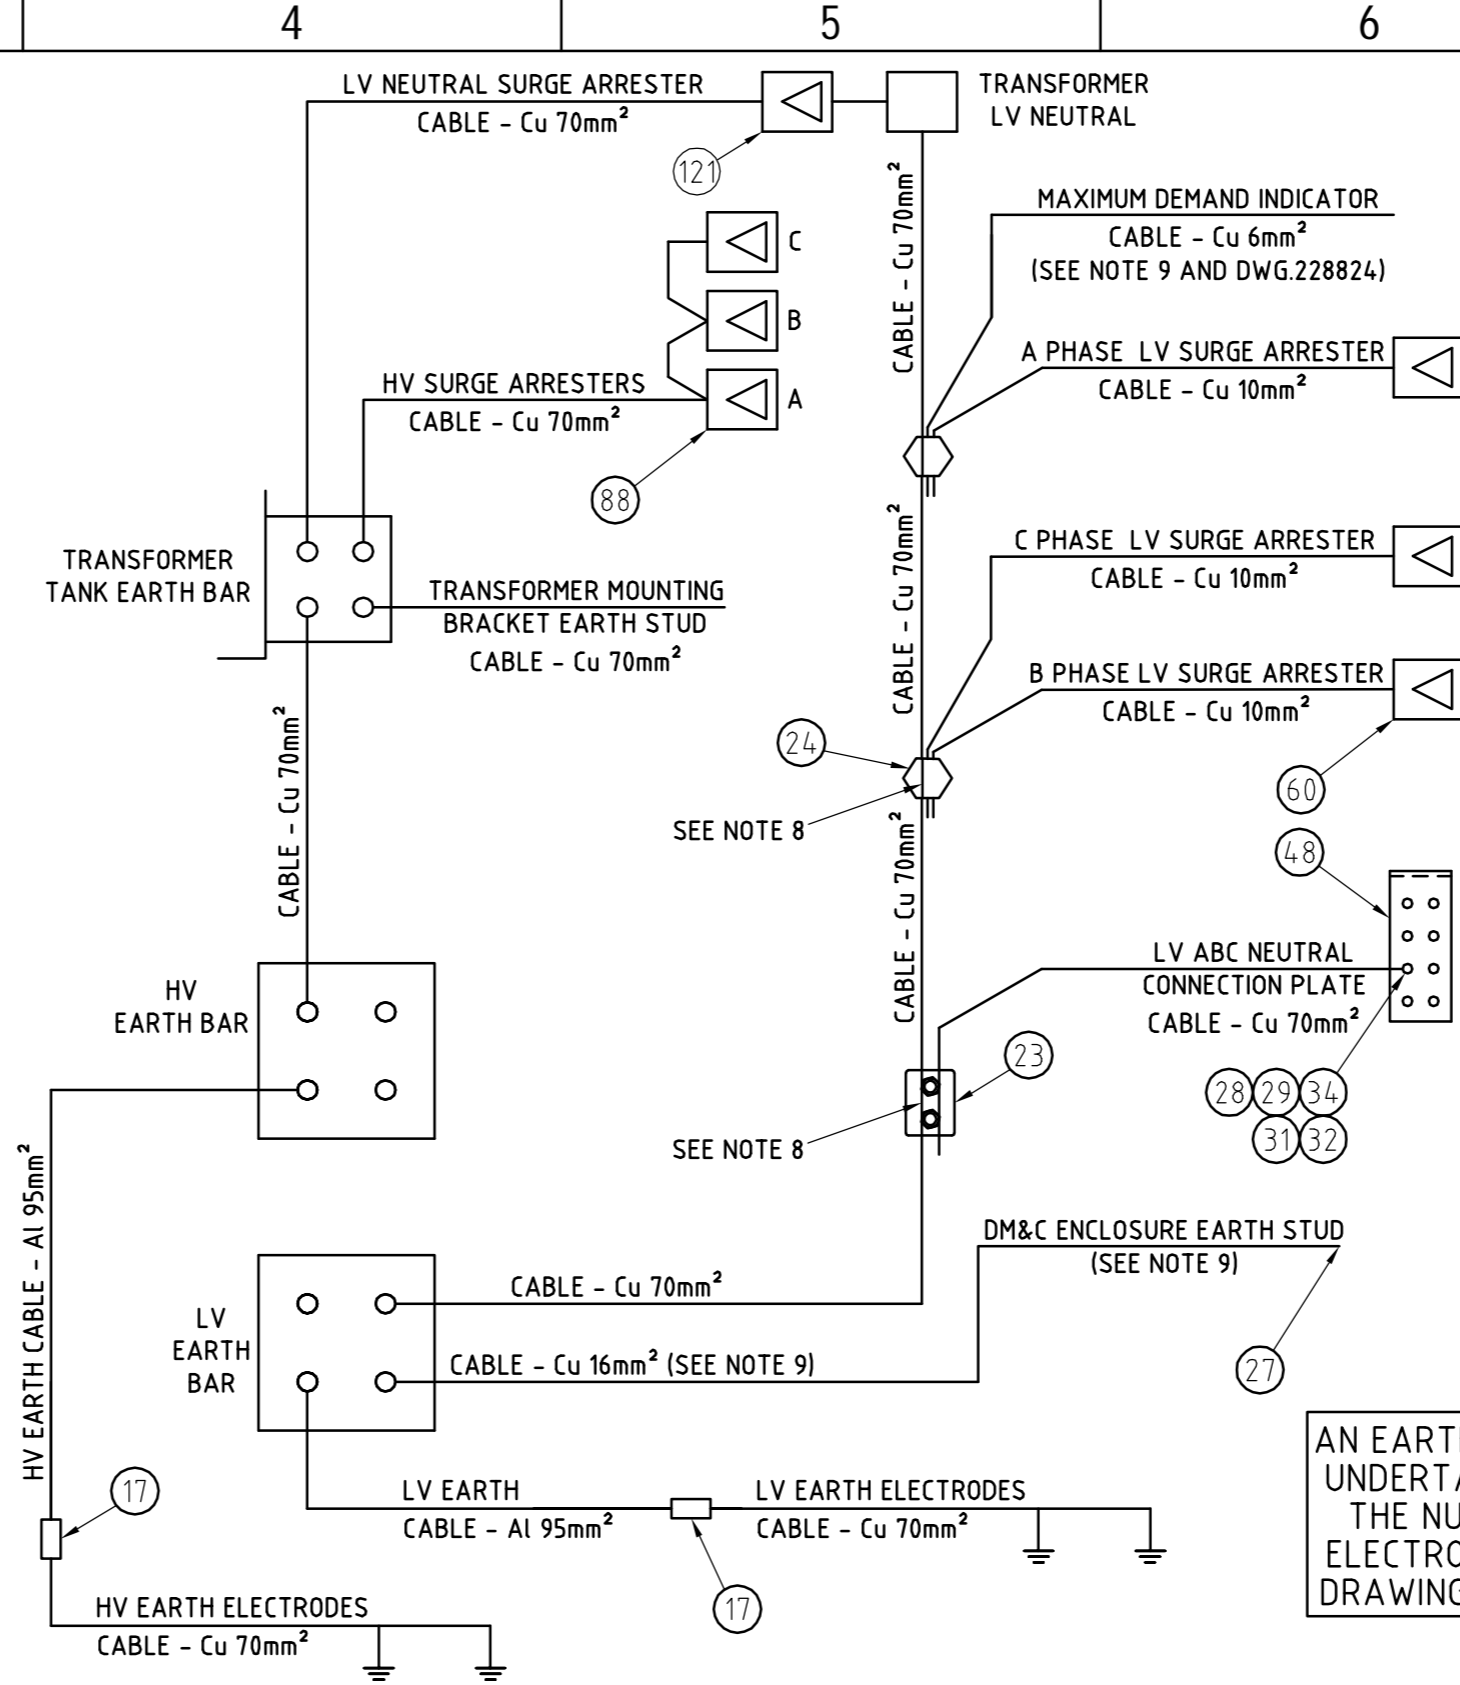 4
5
6
LV NEUTRAL SURGE ARRESTER
CABLE - Cu 70mm²
TRANSFORMER
LV NEUTRAL
121
CABLE - Cu 70mm²
MAXIMUM DEMAND INDICATOR
CABLE - Cu 6mm²
(SEE NOTE 9 AND DWG.228824)
C
B
A
A PHASE LV SURGE ARRESTER
CABLE - Cu 10mm²
HV SURGE ARRESTERS
CABLE - Cu 70mm²
88
TRANSFORMER
TANK EARTH BAR
TRANSFORMER MOUNTING
BRACKET EARTH STUD
CABLE - Cu 70mm²
CABLE - Cu 70mm²
C PHASE LV SURGE ARRESTER
CABLE - Cu 10mm²
B PHASE LV SURGE ARRESTER
CABLE - Cu 10mm²
CABLE - Cu 70mm²
24
SEE NOTE 8
60
48
CABLE - Cu 70mm²
HV
EARTH BAR
LV ABC NEUTRAL
CONNECTION PLATE
CABLE - Cu 70mm²
23
28
29
34
31
32
SEE NOTE 8
HV EARTH CABLE - Al 95mm²
DM&C ENCLOSURE EARTH STUD
(SEE NOTE 9)
CABLE - Cu 70mm²
LV
EARTH
BAR
CABLE - Cu 16mm² (SEE NOTE 9)
27
LV EARTH
CABLE - Al 95mm²
LV EARTH ELECTRODES
CABLE - Cu 70mm²
17
17
HV EARTH ELECTRODES
CABLE - Cu 70mm²
AN EART
UNDERTA
THE NU
ELECTRO
DRAWING